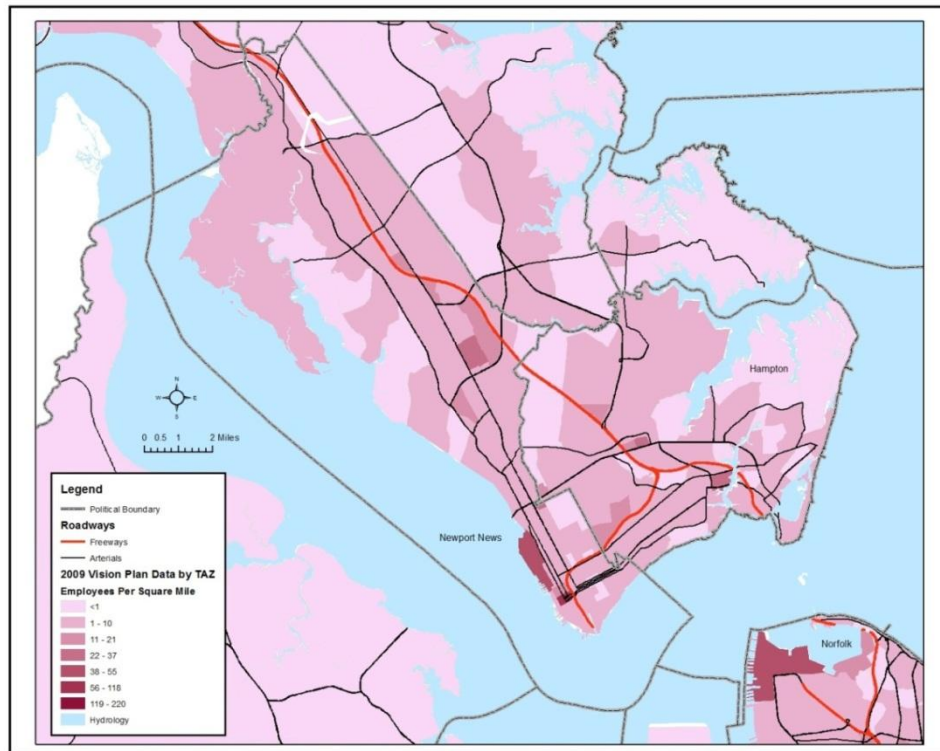 Hampton
N
W E
S
0 0.5 1 2 Miles
Newport News
Norfolk
Legend
Political Boundary
Roadways
Freeways
Arterials
2009 Vision Plan Data by TAZ
Employees Per Square Mile
<1
1 - 10
11 - 21
22 - 37
38 - 55
56 - 118
119 - 220
Hydrology